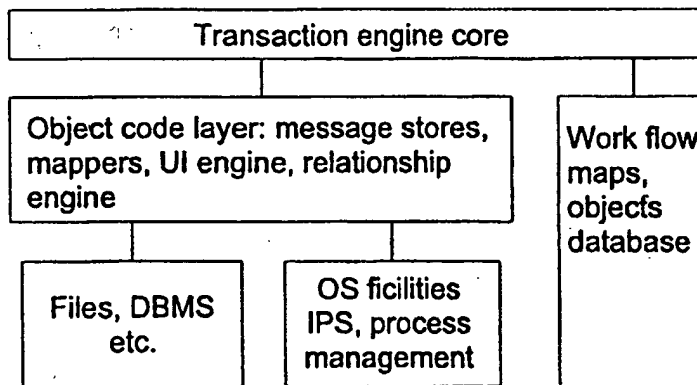 Transaction engine core
Object code layer: message stores,
mappers, UI engine, relationship
engine
Work flow
maps,
objects
database
Files, DBMS
etc.
OS ficilities
IPS, process
management